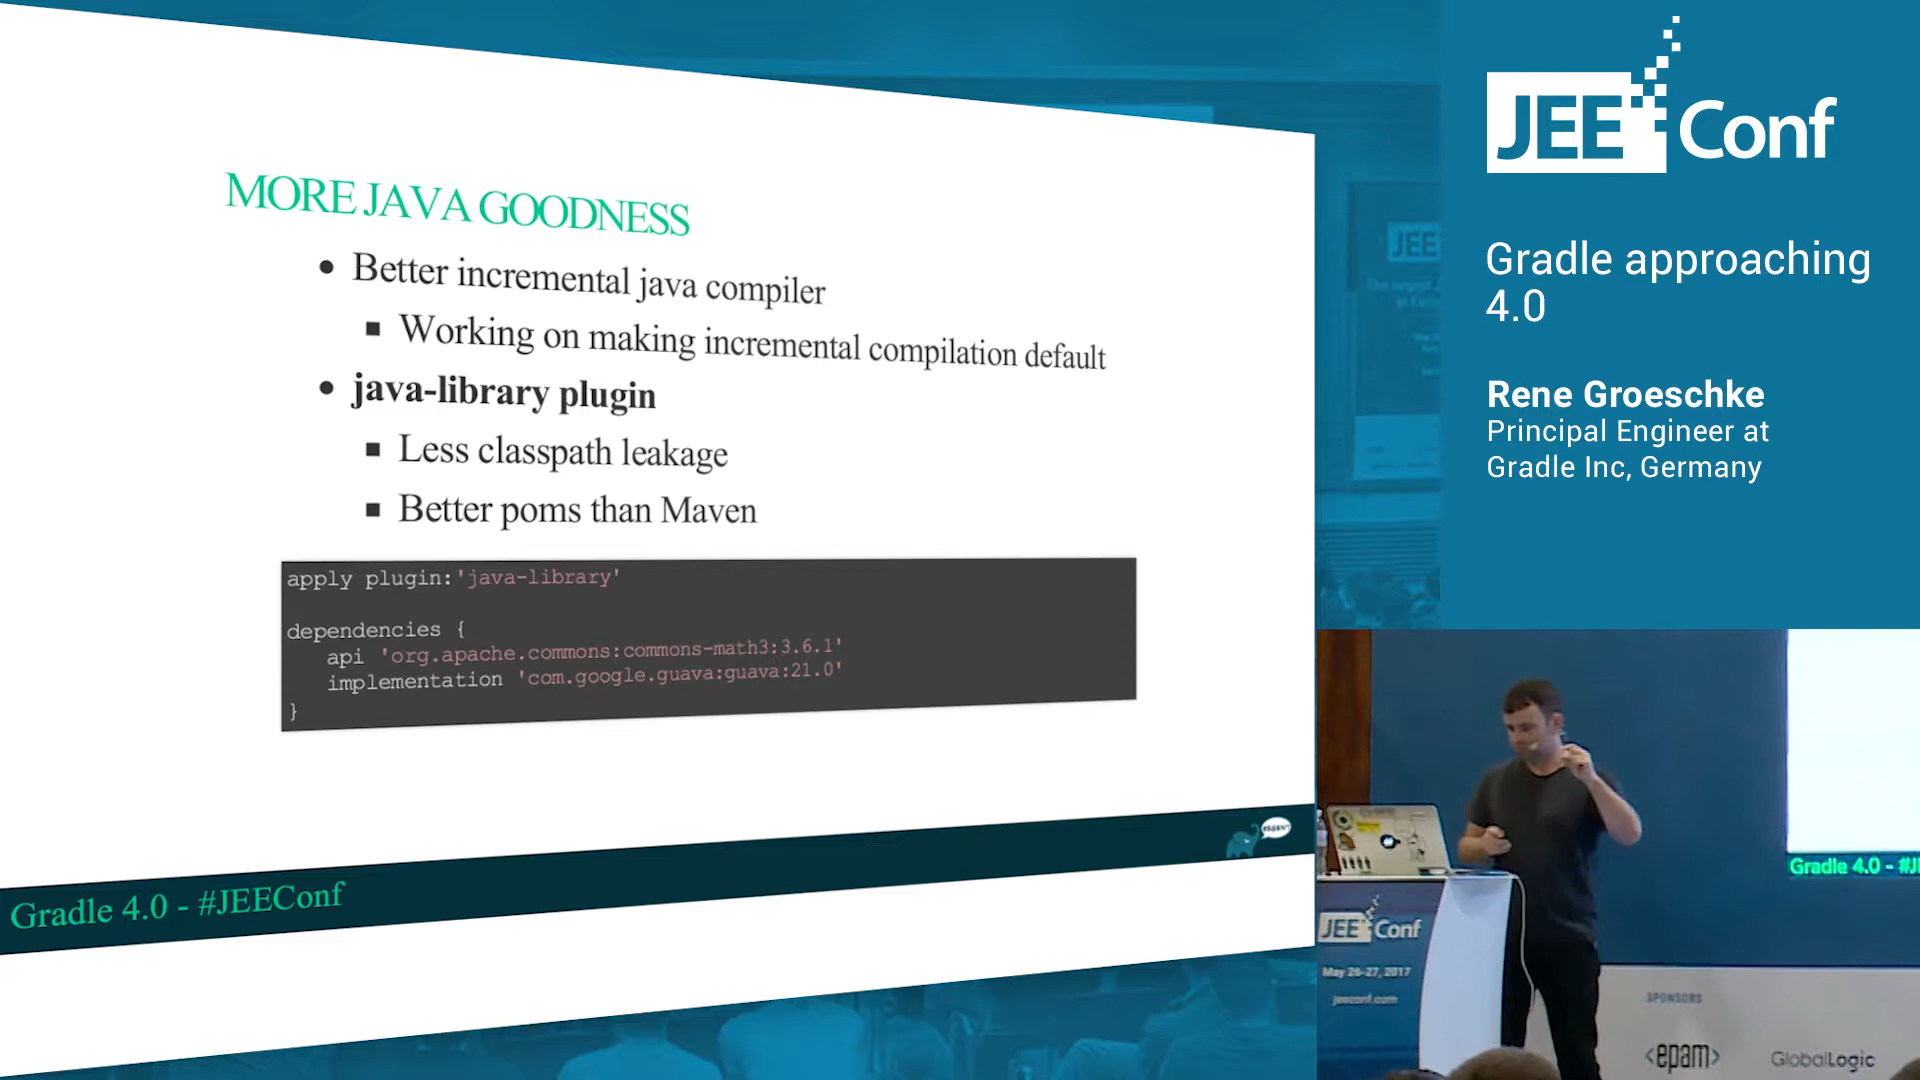 MORE JAVA GOODNESS
Better incremental java compiler
Working on making incremental compilation default
java-library plugin
Less classpath leakage
Better poms than Maven
apply plugin:'java-library'
dependencies {
api 'org.apache.commons:commons-math3:3.6.1'
implementation 'com.google.guava:guava:21.0'
}
Gradle 4.0 - #JEEConf
JEE Conf
Gradle approaching
4.0
Rene Groeschke
Principal Engineer at
Gradle Inc, Germany
JEE
Gradle 4.0 - #J
JEE Conf
May 26-27, 2017
jeeconf.com
SPONSORS
<epam>
GlobalLogic